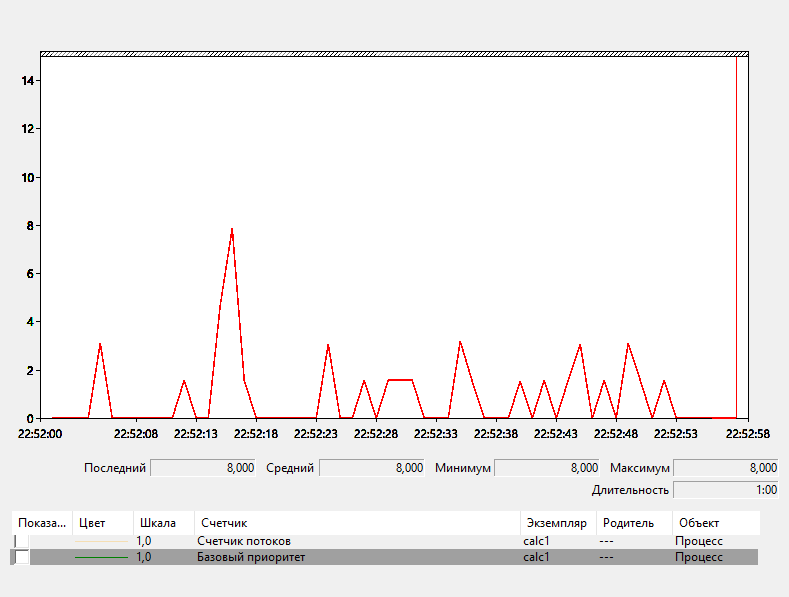 14
12
10
8
6
4
2
0
22:52:00 22:52:08 22:52:13 22:52:18 22:52:23 22:52:28 22:52:33 22:52:38 22:52:43 22:52:48 22:52:53 22:52:58
Последний 8,000 Средний 8,000 Минимум 8,000 Максимум 8,000
Длительность 1:00
Показа... Цвет Шкала Счетчик Экземпляр Родитель Объект
1,0 Счетчик потоков calc1 --- Процесс
1,0 Базовый приоритет calc1 --- Процесс